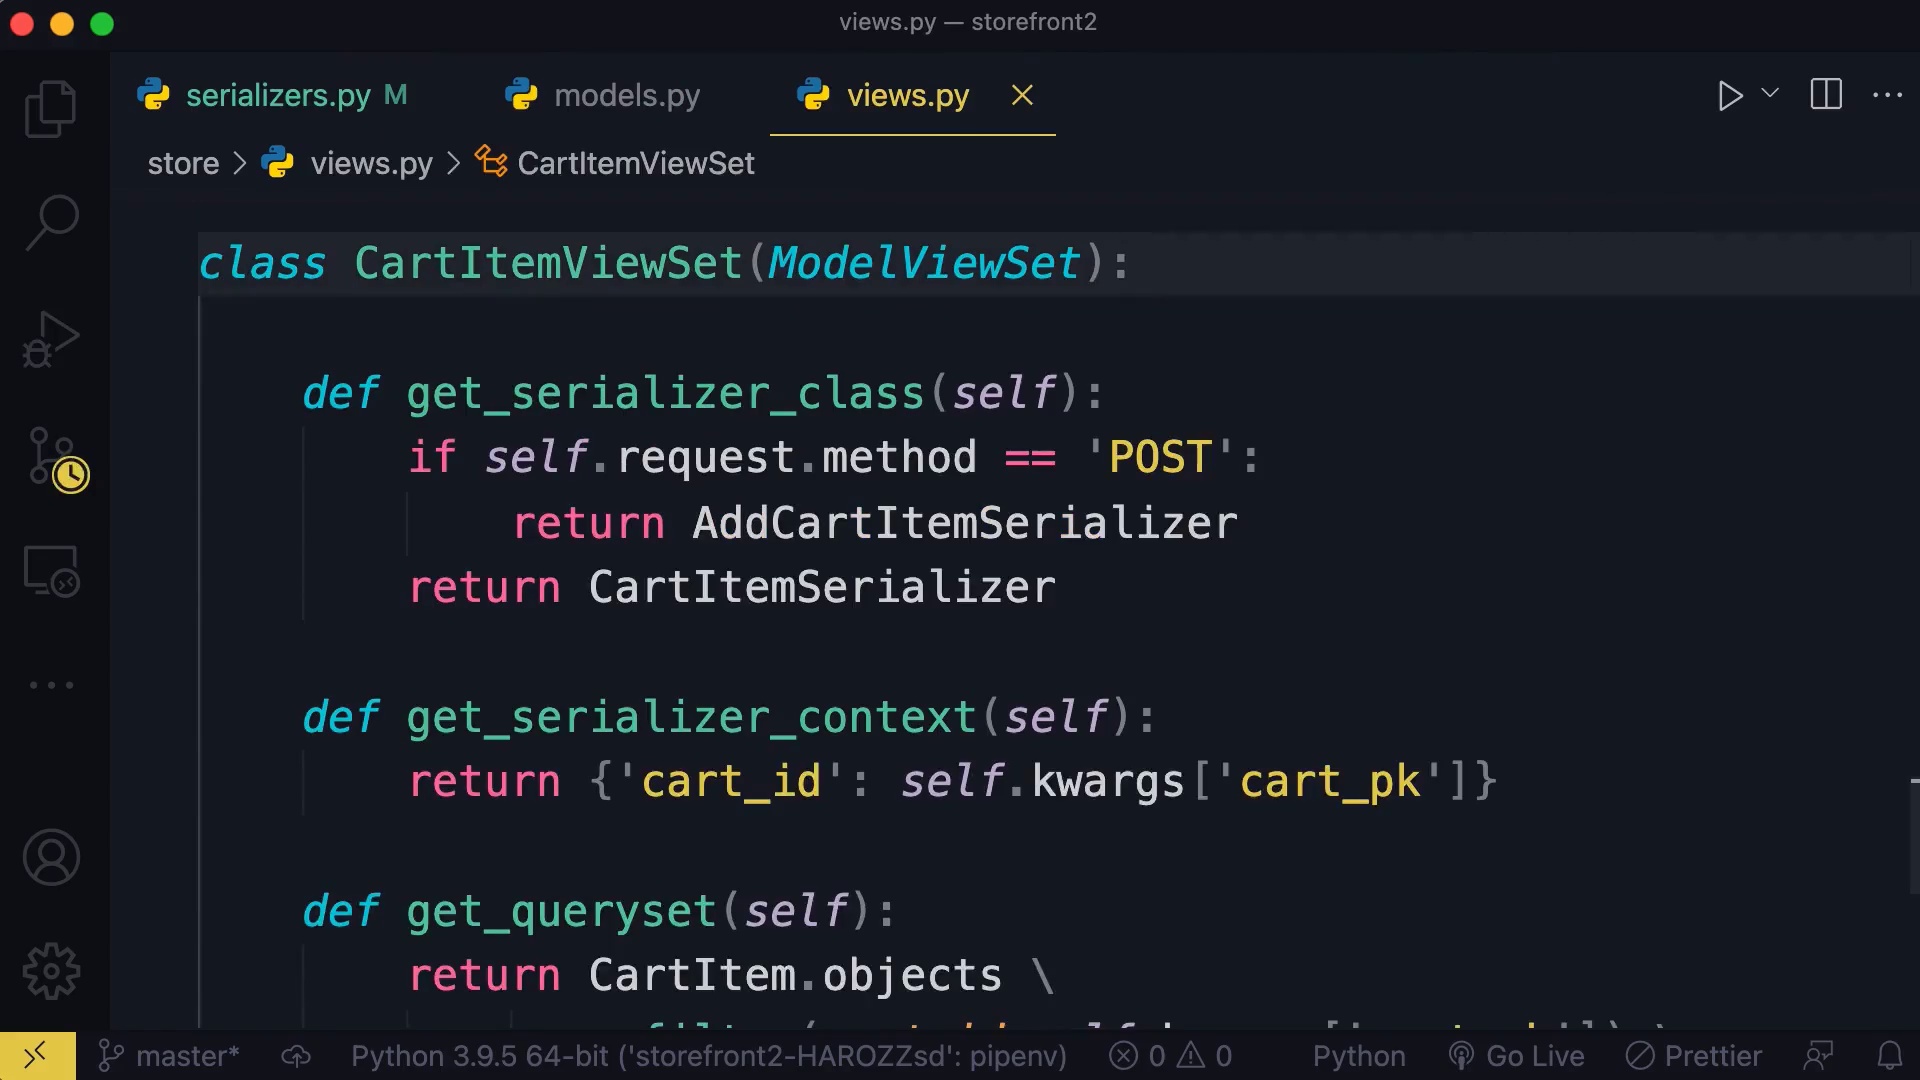 views.py — storefront2
serializers.py M
models.py
views.py
store > views.py > CartItemViewSet
class CartItemViewSet(ModelViewSet):
def get_serializer_class(self):
if self.request.method == 'POST':
return AddCartItemSerializer
return CartItemSerializer
def get_serializer_context(self):
return {'cart_id': self.kwargs['cart_pk']}
def get_queryset(self):
return CartItem.objects \
master*
Python 3.9.5 64-bit ('storefront2-HAROZZsd': pipenv)
0
0
Python
Go Live
Prettier